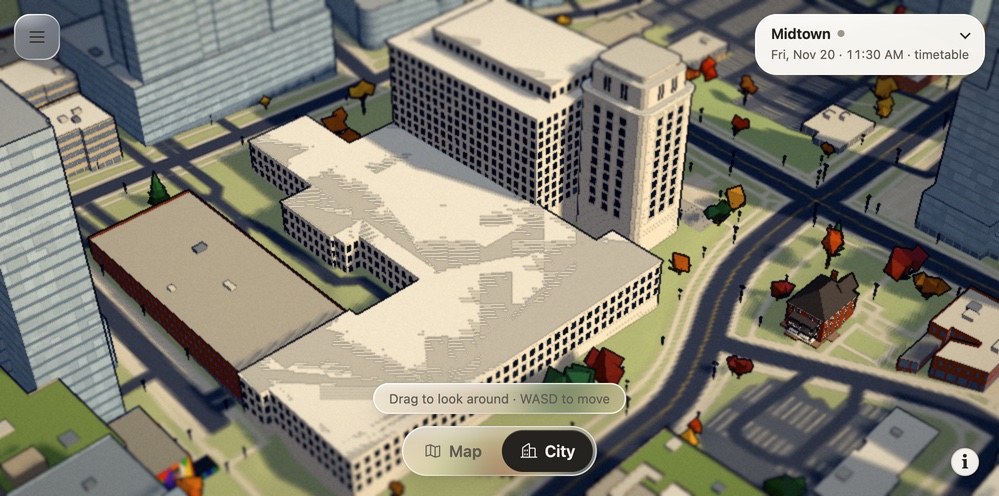 Midtown
Fri, Nov 20 · 11:30 AM · timetable
Drag to look around · WASD to move
Map
City
i